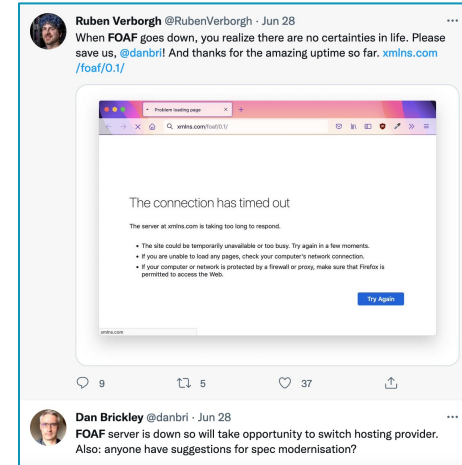 Ruben Verborgh @RubenVerborgh · Jun 28
When FOAF goes down, you realize there are no certainties in life. Please
save us, @danbri! And thanks for the amazing uptime so far. xmlns.com
/foaf/0.1/
Problem loading page
xmlns.com/foaf/0.1/
The connection has timed out
The server at xmlns.com is taking too long to respond.
• The site could be temporarily unavailable or too busy. Try again in a few moments.
• If you are unable to load any pages, check your computer's network connection.
• If your computer or network is protected by a firewall or proxy, make sure that Firefox is
permitted to access the Web.
Try Again
xmlns.com
9 5 37
Dan Brickley @danbri · Jun 28
FOAF server is down so will take opportunity to switch hosting provider.
Also: anyone have suggestions for spec modernisation?